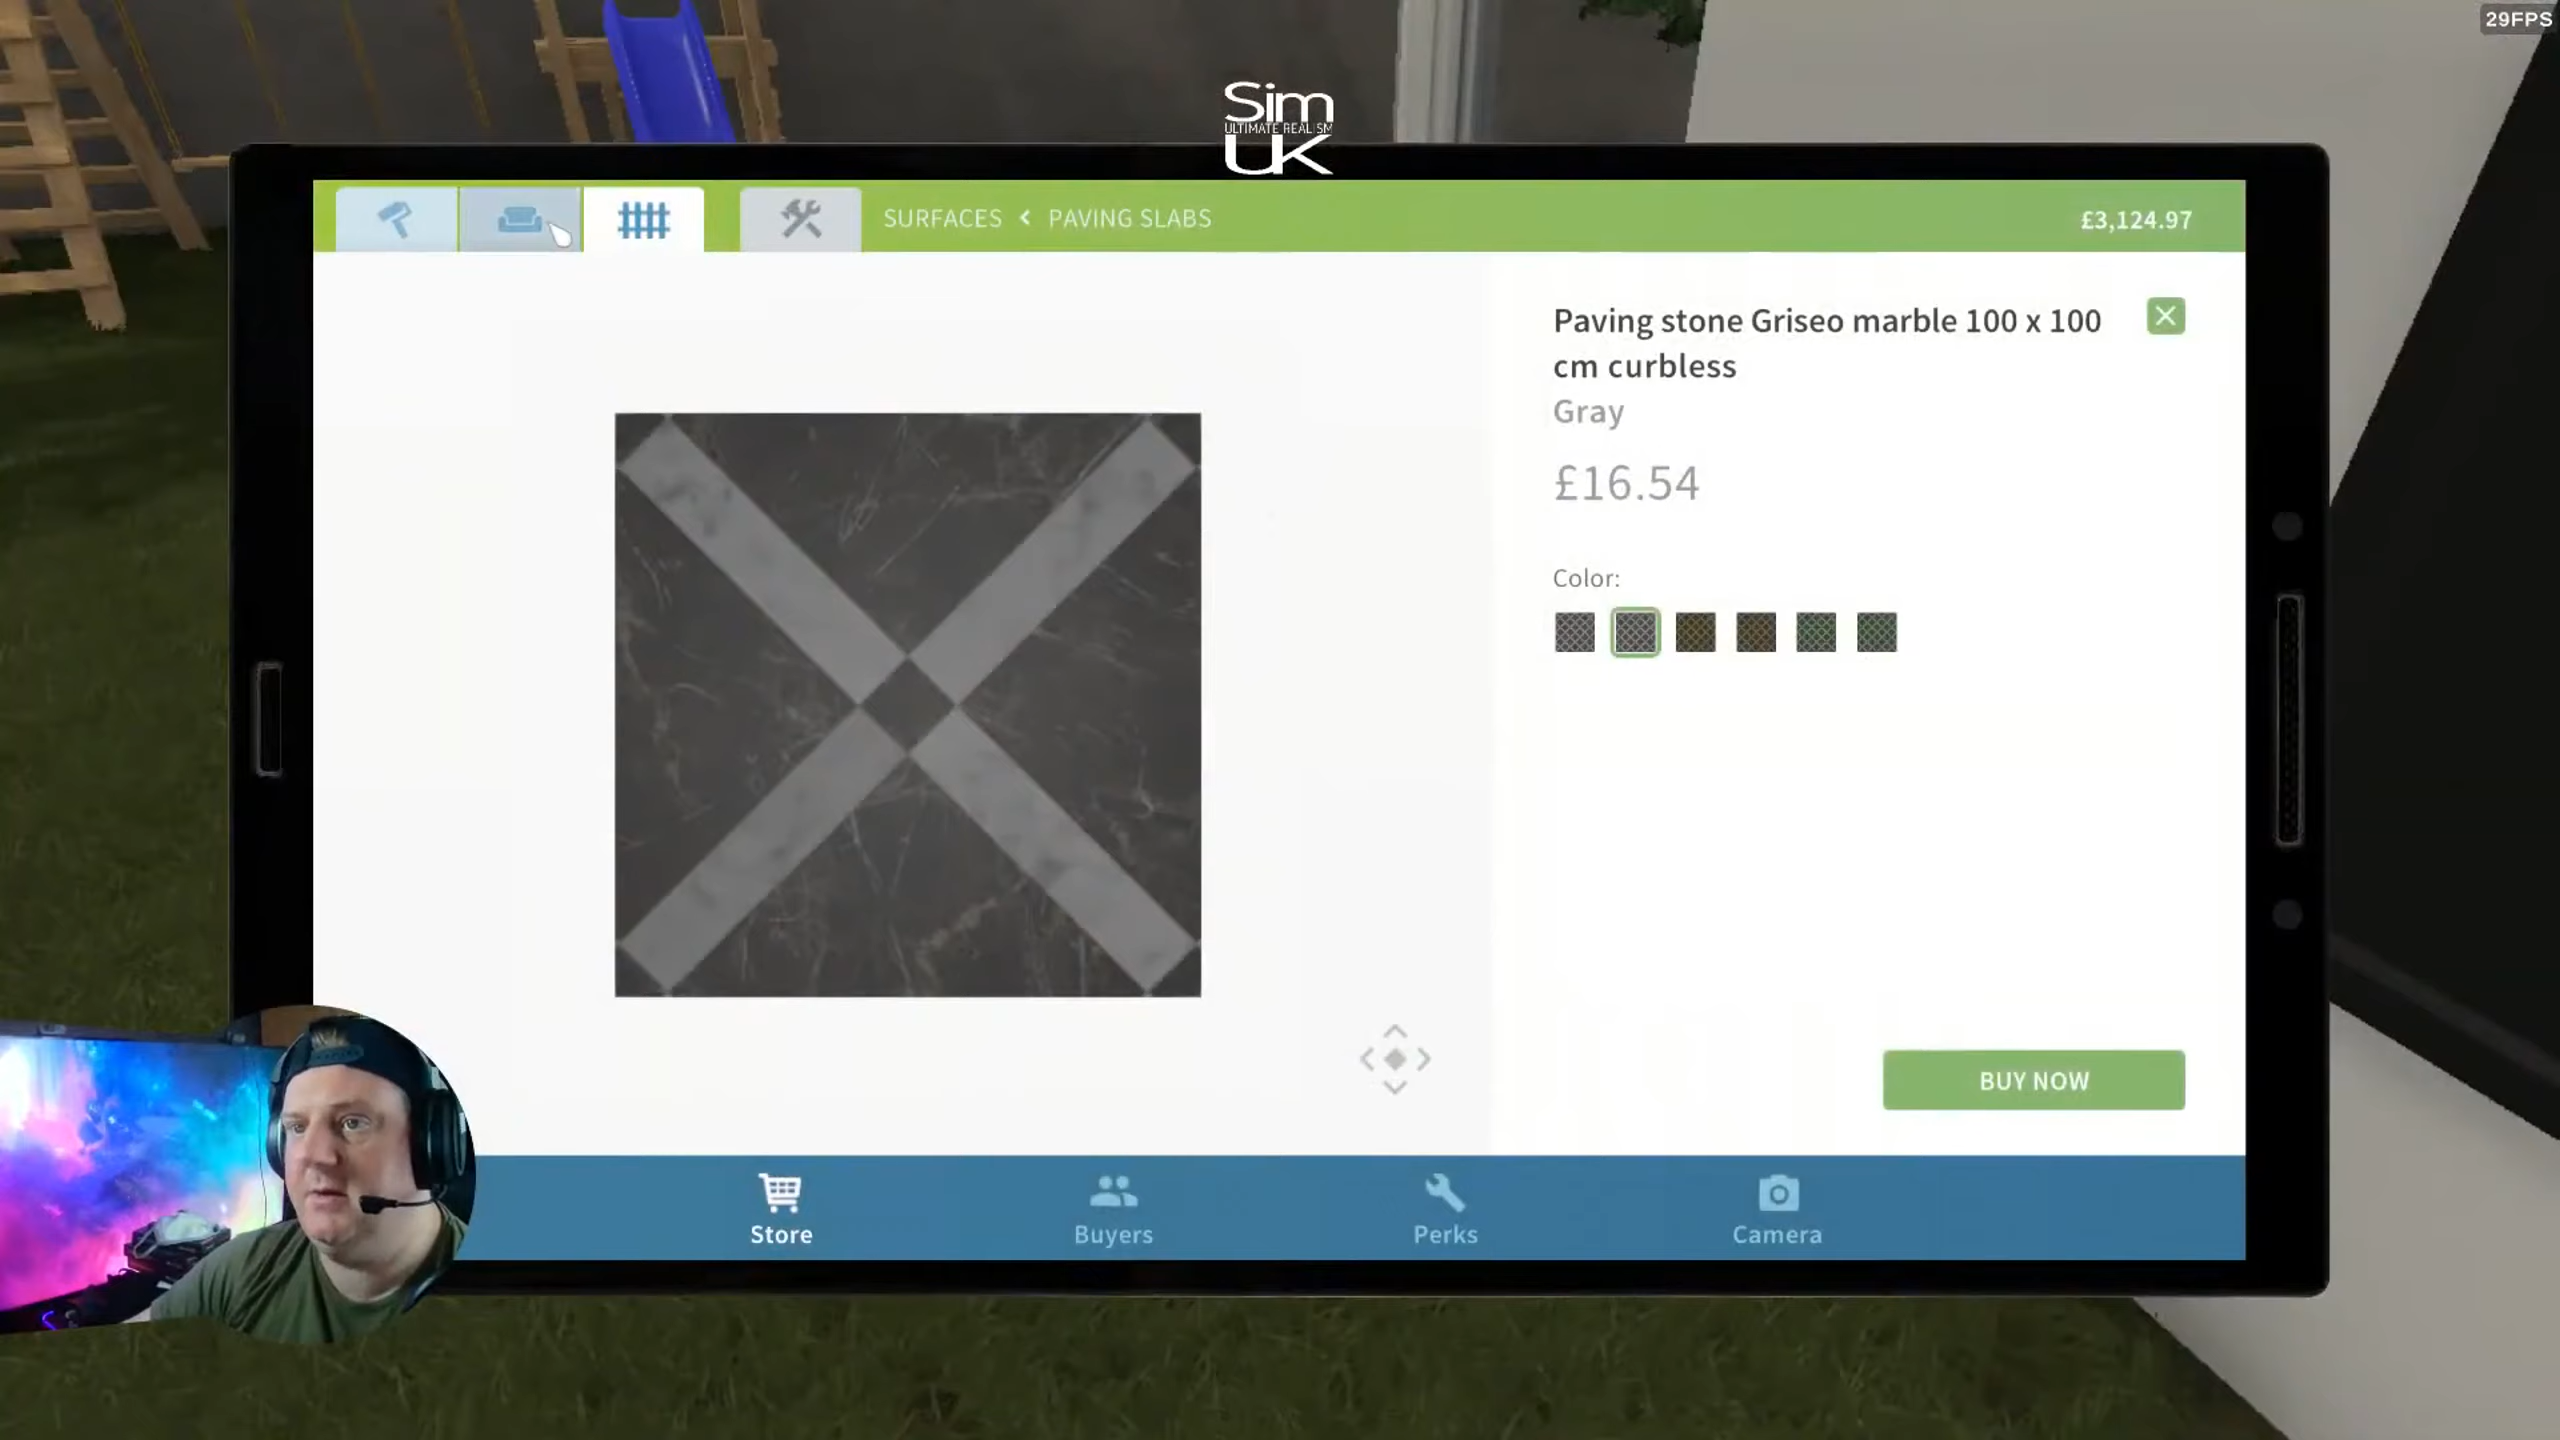 29FPS
Sim
ULTIMATE REALISM
UK
SURFACES < PAVING SLABS
£3,124.97
Paving stone Griseo marble 100 x 100
cm curbless
Gray
£16.54
Color:
BUY NOW
Store
Buyers
Perks
Camera